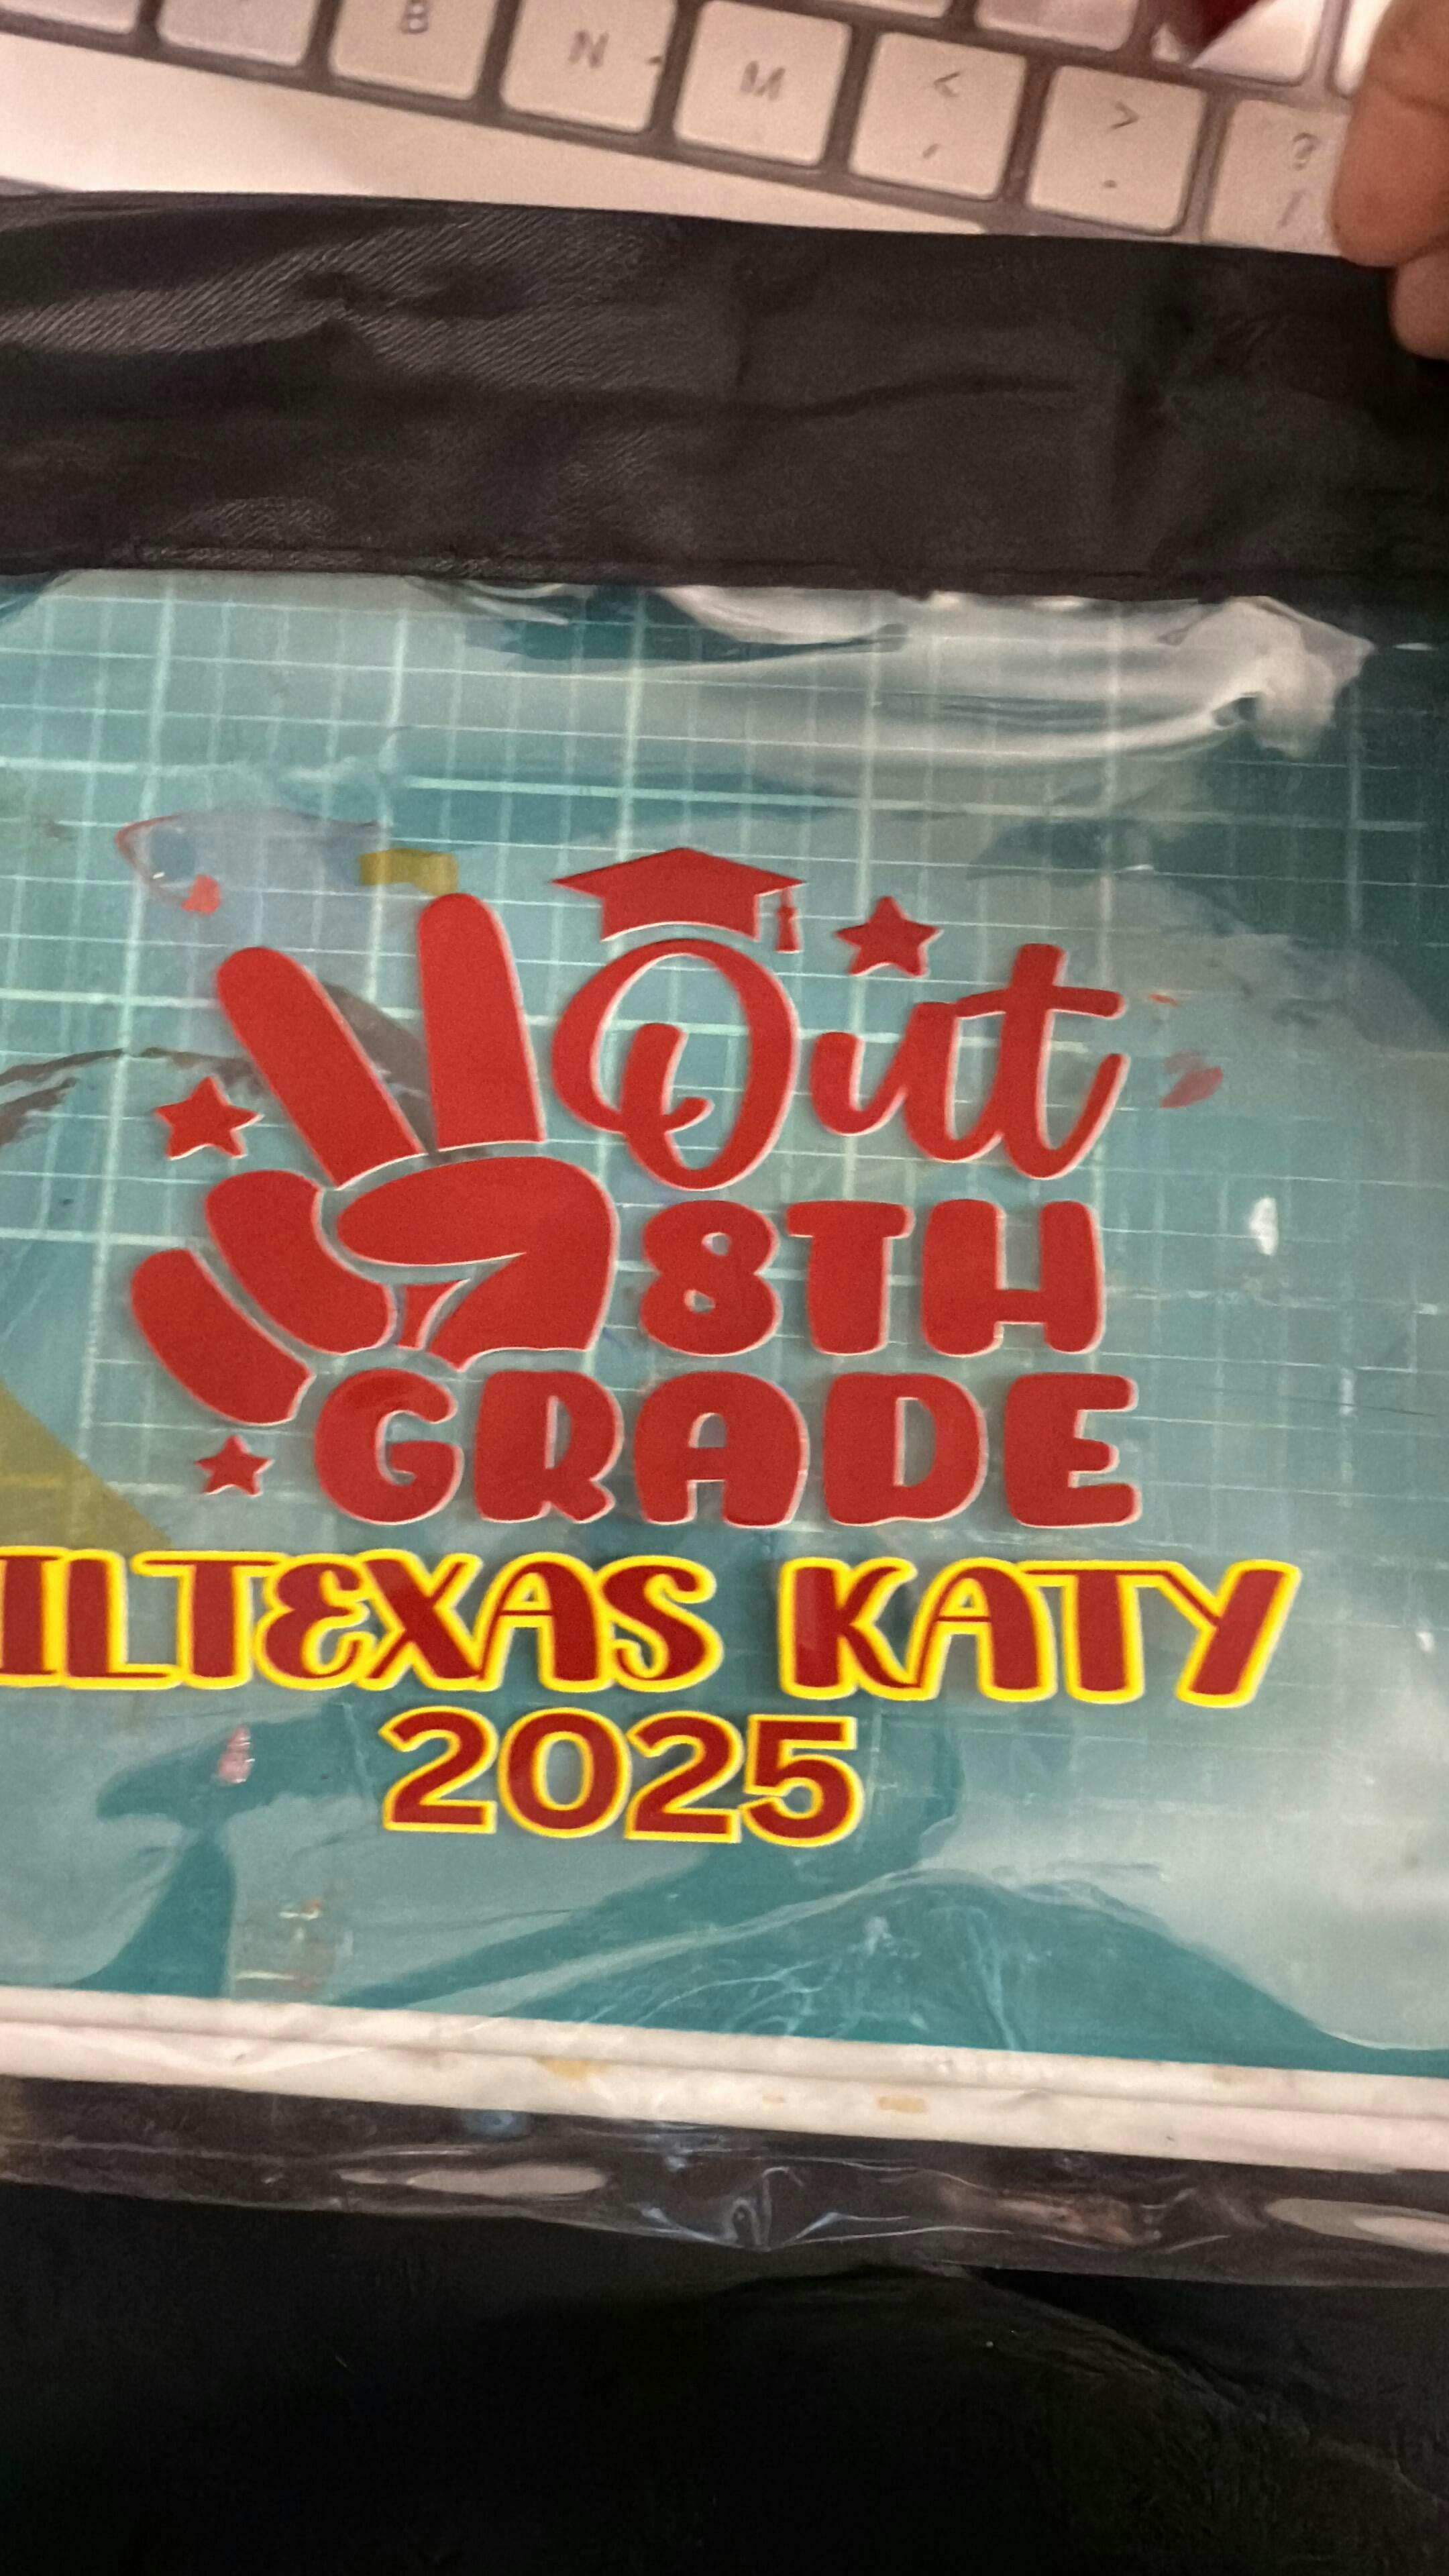 B N M < >
, . ?
/
Out
8TH
GRADE
ILTEXAS KATY
2025